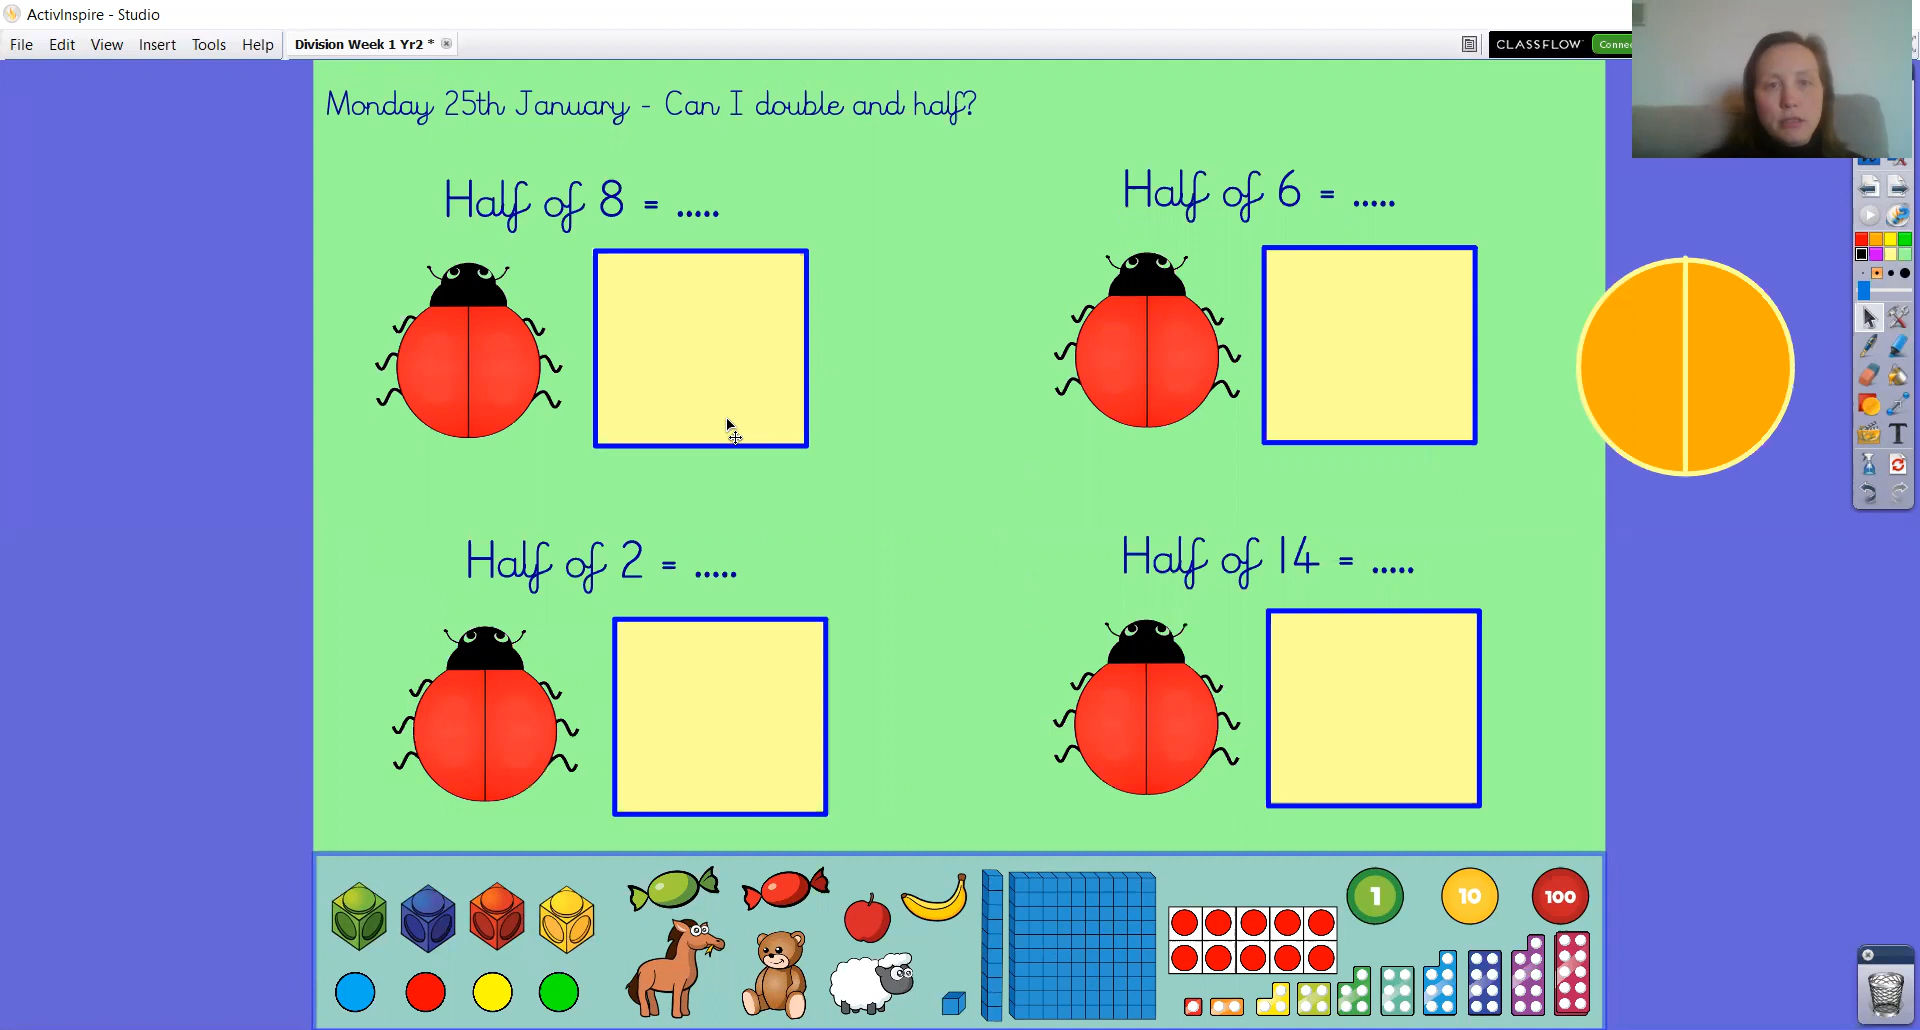 ActivInspire - Studio
File Edit View Insert Tools Help
Division Week 1 Yr2 *
CLASSFLOW
Monday 25th January - Can I double and half?
Half of 8 = .....
Half of 6 = .....
Half of 2 = .....
Half of 14 = .....
1 10 100